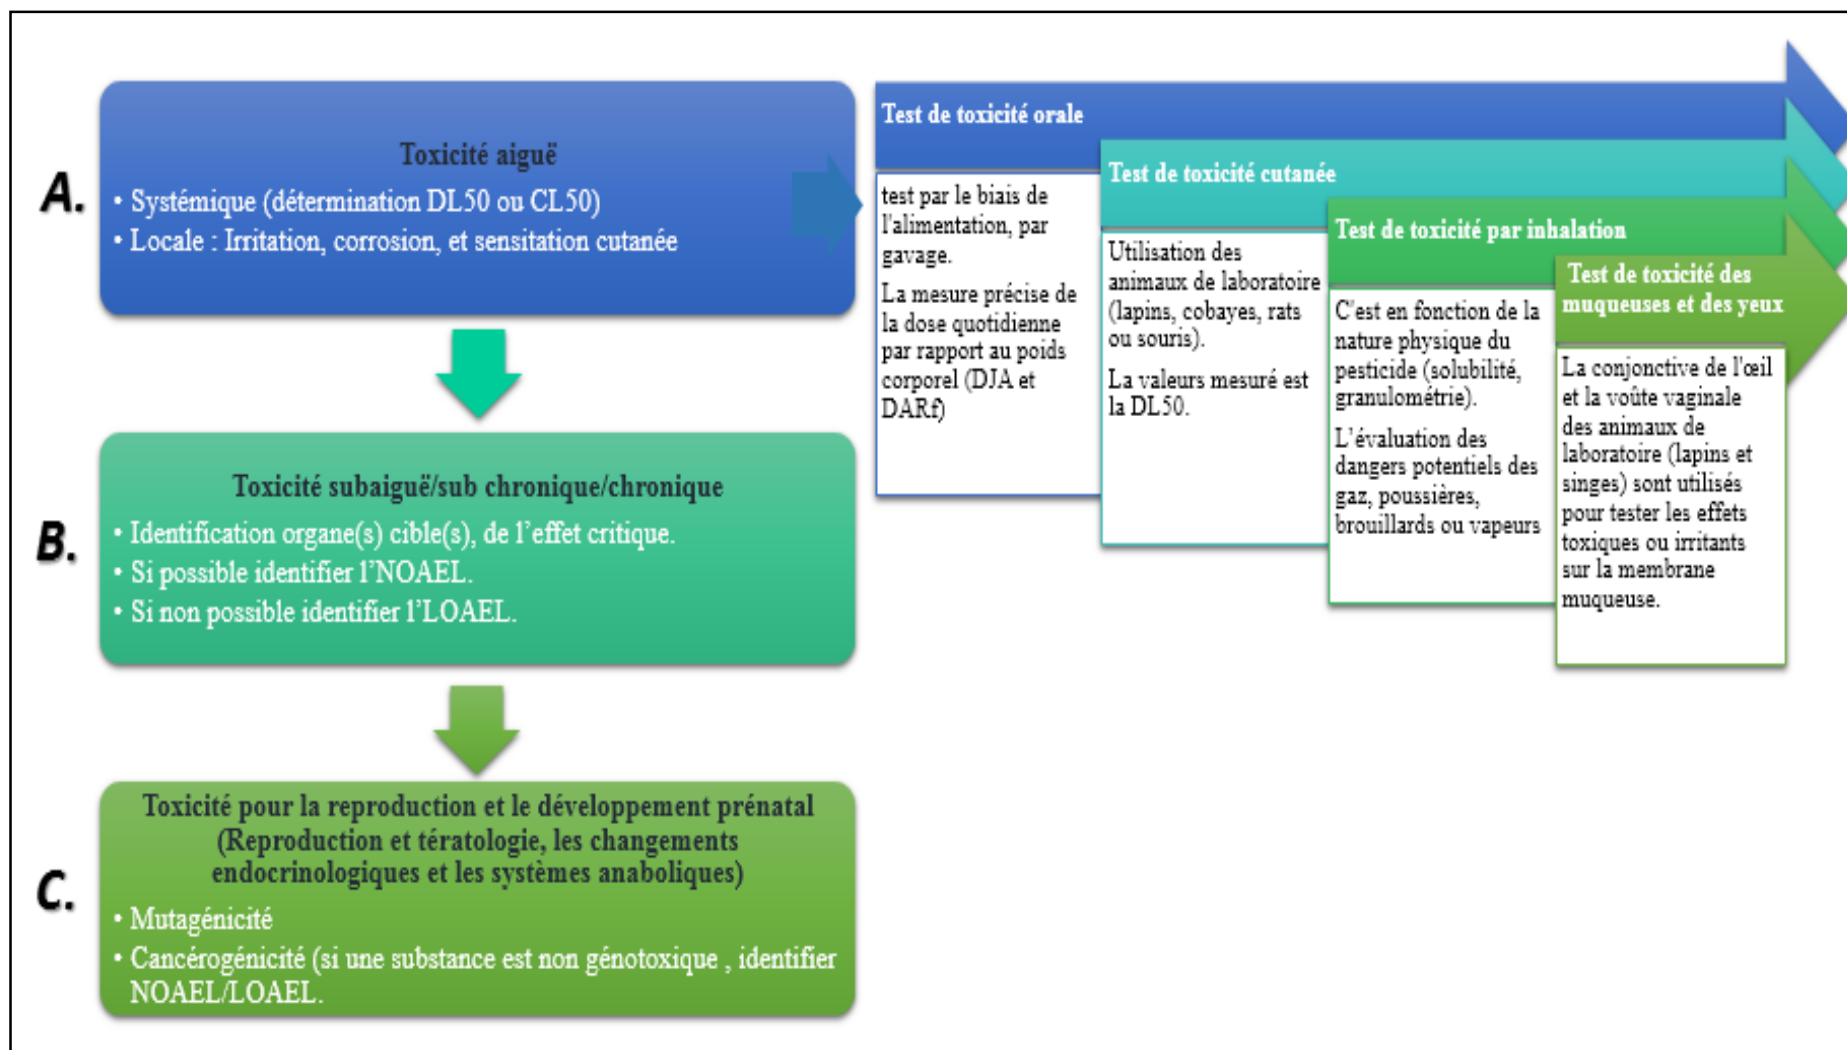 A.
Toxicité aiguë
• Systémique (détermination DL50 ou CL50)
• Locale : Irritation, corrosion, et sensitation cutanée
B.
Toxicité subaiguë/sub chronique/chronique
• Identification organe(s) cible(s), de l’effet critique.
• Si possible identifier l’NOAEL.
• Si non possible identifier l’LOAEL.
C.
Toxicité pour la reproduction et le développement prénatal
(Reproduction et tératologie, les changements
endocrinologiques et les systèmes anaboliques)
• Mutagénicité
• Cancérogénicité (si une substance est non génotoxique , identifier
NOAEL/LOAEL.
Test de toxicité orale
test par le biais de
l'alimentation, par
gavage.
La mesure précise de
la dose quotidienne
par rapport au poids
corporel (DJA et
DARf)
Test de toxicité cutanée
Utilisation des
animaux de laboratoire
(lapins, cobayes, rats
ou souris).
La valeurs mesuré est
la DL50.
Test de toxicité par inhalation
C'est en fonction de la
nature physique du
pesticide (solubilité,
granulométrie).
L’évaluation des
dangers potentiels des
gaz, poussières,
brouillards ou vapeurs
Test de toxicité des
muqueuses et des yeux
La conjonctive de l'œil
et la voûte vaginale
des animaux de
laboratoire (lapins et
singes) sont utilisés
pour tester les effets
toxiques ou irritants
sur la membrane
muqueuse.